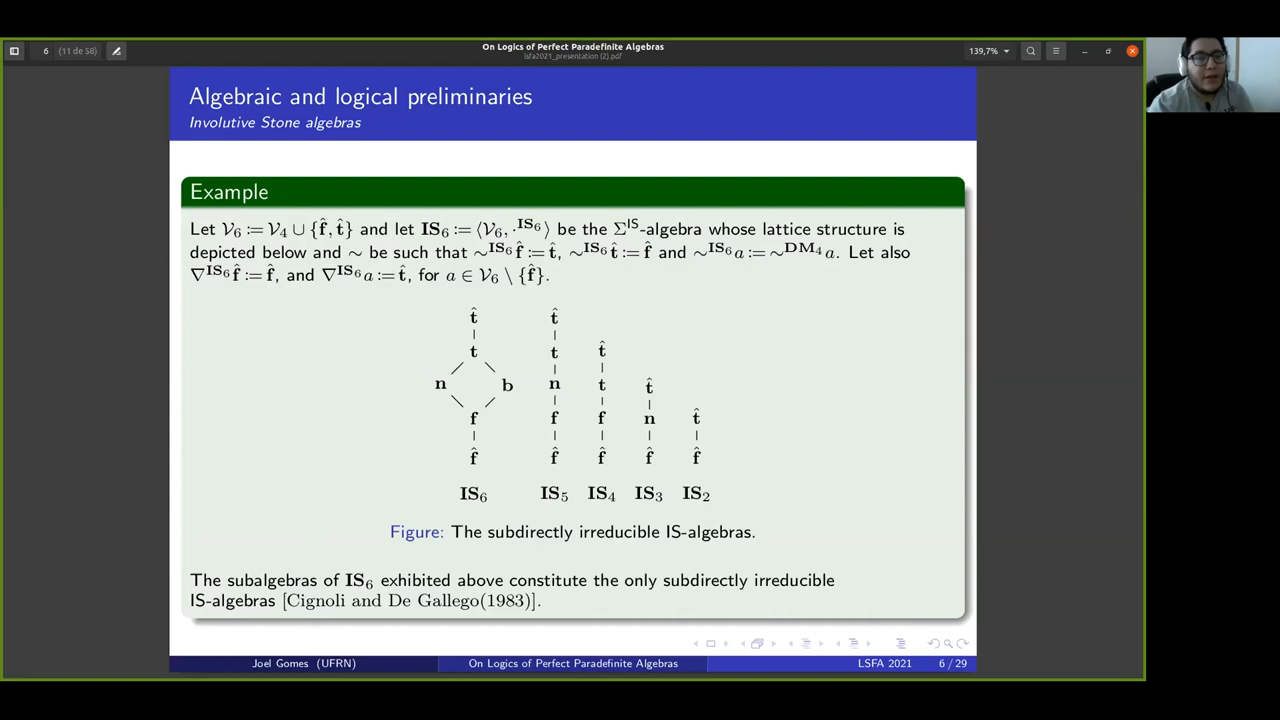 On Logics of Perfect Paradefinite Algebras
lsfa2021_presentation (2).pdf
6 (11 de 58)
139,7%
Algebraic and logical preliminaries
Involutive Stone algebras
Example
Let 𝒱₆ := 𝒱₄ ∪ {f̂, t̂} and let IS₆ := ⟨𝒱₆, ·^IS₆⟩ be the Σ^IS-algebra whose lattice structure is
depicted below and ∼ be such that ∼^IS₆ f̂ := t̂, ∼^IS₆ t̂ := f̂ and ∼^IS₆ a := ∼^DM₄ a. Let also
∇^IS₆ f̂ := f̂, and ∇^IS₆ a := t̂, for a ∈ 𝒱₆ \ {f̂}.
t̂ t̂
t t t̂
n b n t t̂
f f f n t̂
f̂ f̂ f̂ f̂ f̂
IS₆ IS₅ IS₄ IS₃ IS₂
Figure: The subdirectly irreducible IS-algebras.
The subalgebras of IS₆ exhibited above constitute the only subdirectly irreducible
IS-algebras [Cignoli and De Gallego(1983)].
Joel Gomes (UFRN) On Logics of Perfect Paradefinite Algebras LSFA 2021 6 / 29